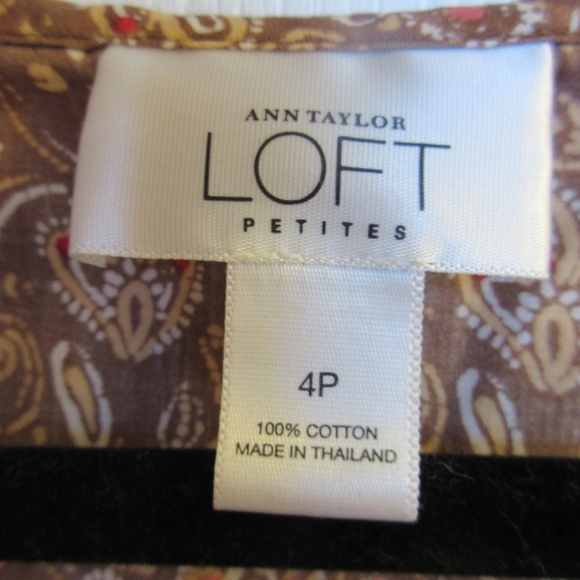 ANN TAYLOR
LOFT
PETITES
4P
100% COTTON
MADE IN THAILAND